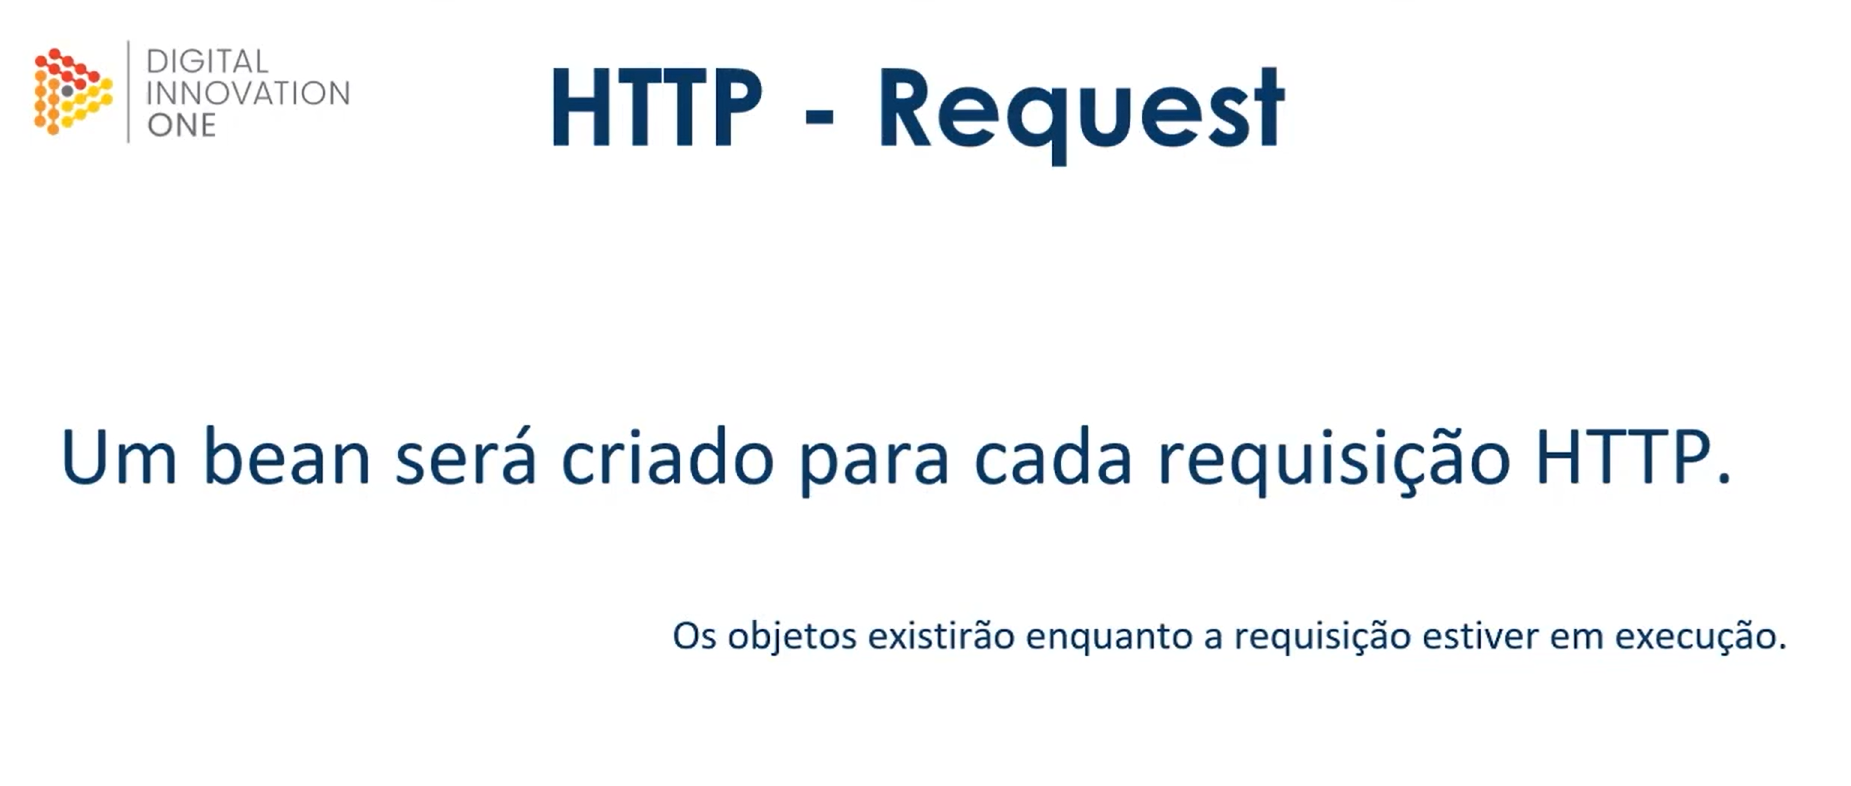 DIGITAL
INNOVATION
ONE
HTTP - Request
Um bean será criado para cada requisição HTTP.
Os objetos existirão enquanto a requisição estiver em execução.